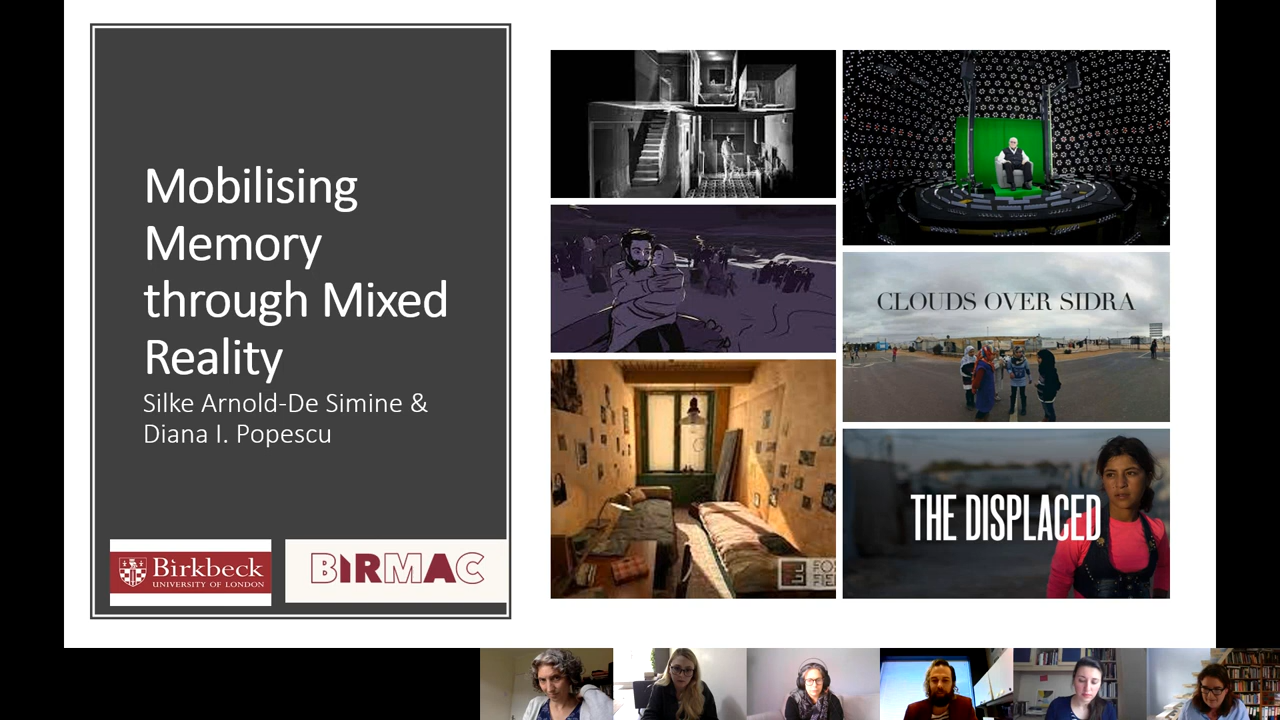 Mobilising
Memory
through Mixed
Reality
Silke Arnold-De Simine &
Diana I. Popescu
Birkbeck
UNIVERSITY OF LONDON
BIRMAC
CLOUDS OVER SIDRA
THE DISPLACED